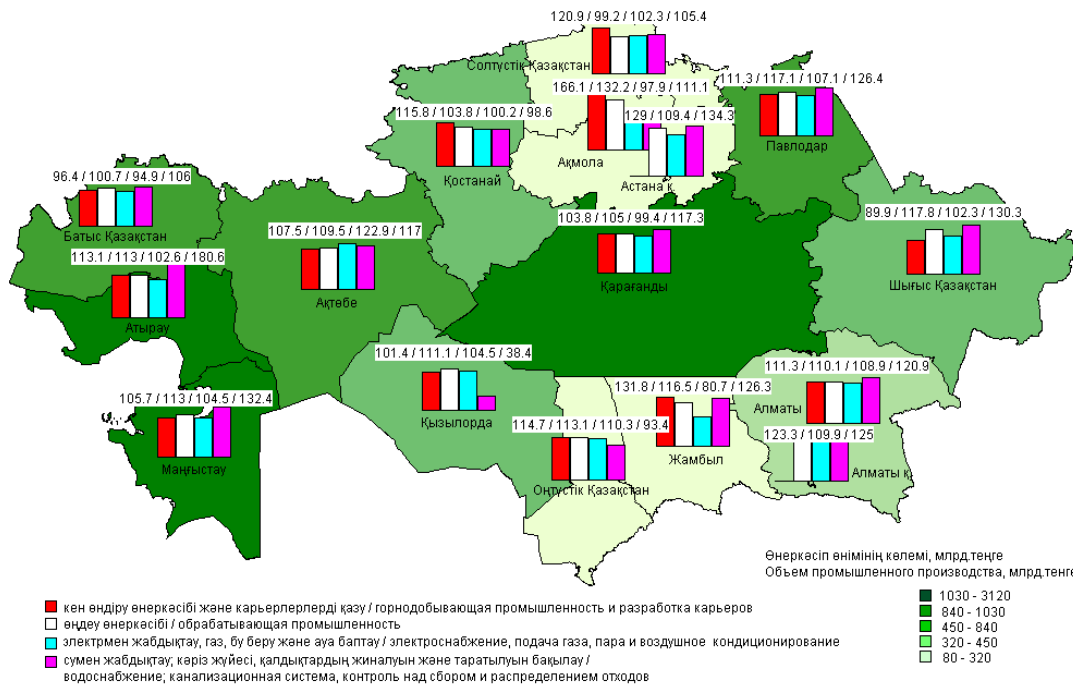 120.9 / 99.2 / 102.3 / 105.4
Солтүстік Қазақстан
166.1 / 132.2 / 97.9 / 111.1
111.3 / 117.1 / 107.1 / 126.4
115.8 / 103.8 / 100.2 / 98.6
129 / 109.4 / 134.3
Павлодар
Ақмола
Қостанай
Астана қ.
96.4 / 100.7 / 94.9 / 106
Батыс Қазақстан
107.5 / 109.5 / 122.9 / 117
103.8 / 105 / 99.4 / 117.3
89.9 / 117.8 / 102.3 / 130.3
113.1 / 113 / 102.6 / 180.6
Қарағанды
Шығыс Қазақстан
Ақтөбе
Атырау
101.4 / 111.1 / 104.5 / 38.4
111.3 / 110.1 / 108.9 / 120.9
105.7 / 113 / 104.5 / 132.4
131.8 / 116.5 / 80.7 / 126.3
Алматы
Қызылорда
114.7 / 113.1 / 110.3 / 93.4
123.3 / 109.9 / 125
Жамбыл
Маңғыстау
Алматы қ.
Оңтүстік Қазақстан
Өнеркәсіп өнімінің көлемі, млрд.теңге
Объем промышленного производства, млрд.тенге
1030 - 3120
840 - 1030
450 - 840
320 - 450
80 - 320
кен өндіру өнеркәсібі және карьерлерлерді қазу / горнодобывающая промышленность и разработка карьеров
өңдеу өнеркәсібі / обрабатывающая промышленность
электрмен жабдықтау, газ, бу беру және ауа баптау / электроснабжение, подача газа, пара и воздушное кондиционирование
сумен жабдықтау; кәріз жүйесі, қалдықтардың жиналуын және таратылуын бақылау /
водоснабжение; канализационная система, контроль над сбором и распределением отходов